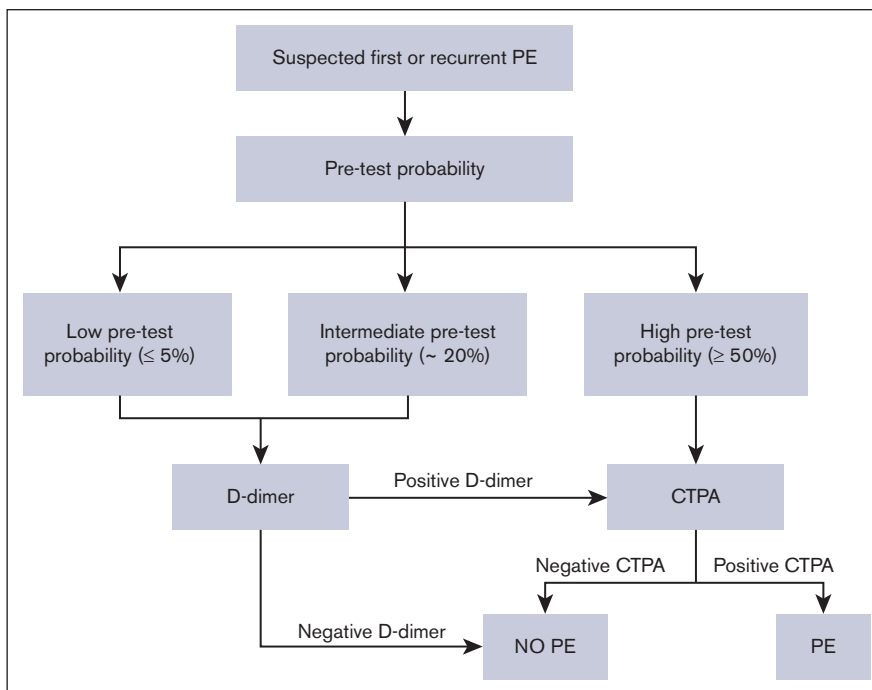 Suspected first or recurrent PE
Pre-test probability
Low pre-test
probability (≤ 5%)
Intermediate pre-test
probability (~ 20%)
High pre-test
probability (≥ 50%)
D-dimer
Positive D-dimer
CTPA
Negative CTPA
Positive CTPA
Negative D-dimer
NO PE
PE